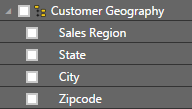 Customer Geography
Sales Region
State
City
Zipcode